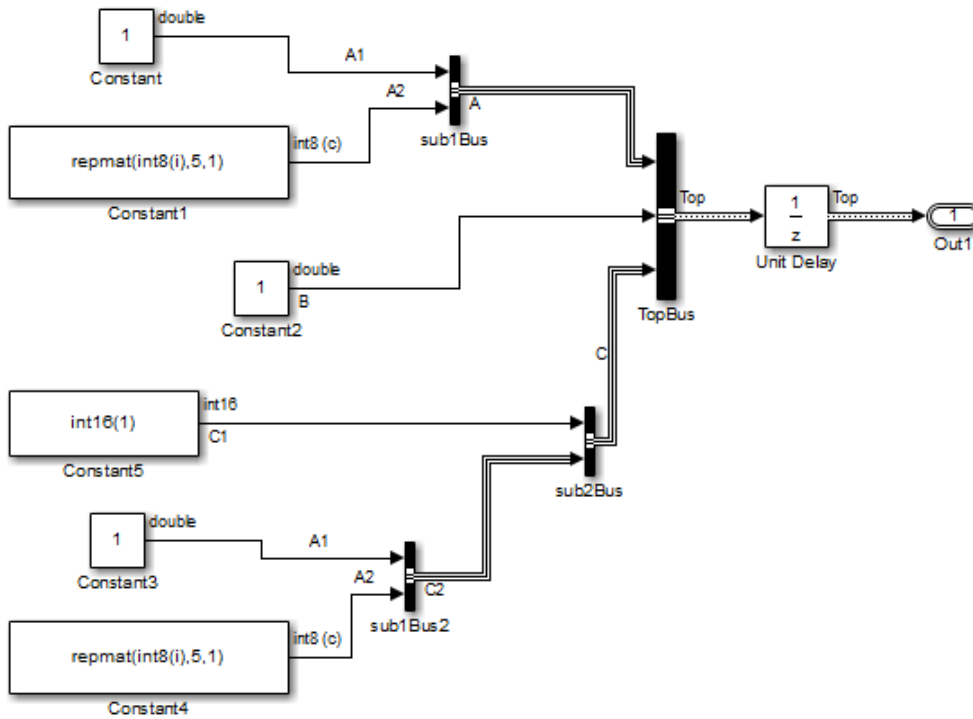 double
1
Constant
A1
A2
A
sub1Bus
repmat(int8(i),5,1)
int8 (c)
Constant1
Top
1
z
Unit Delay
Top
1
Out1
double
1
B
Constant2
TopBus
C
int16(1)
int16
C1
Constant5
sub2Bus
double
1
Constant3
A1
A2
C2
sub1Bus2
repmat(int8(i),5,1)
int8 (c)
Constant4